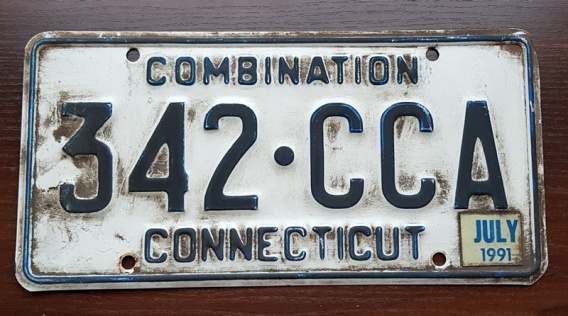 COMBINATION
342·CCA
CONNECTICUT
JULY
1991